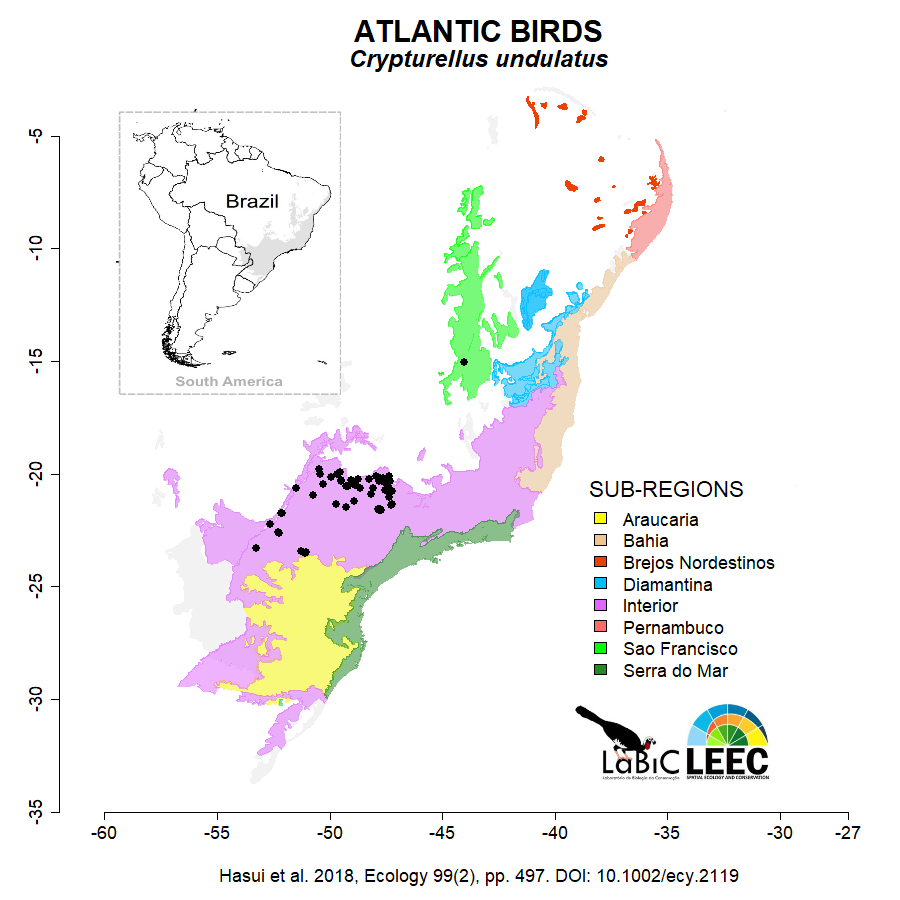 ATLANTIC BIRDS
Crypturellus undulatus
Brazil
South America
-5
-10
-15
-20
-25
-30
-35
-60
-55
-50
-45
-40
-35
-30
-27
SUB-REGIONS
Araucaria
Bahia
Brejos Nordestinos
Diamantina
Interior
Pernambuco
Sao Francisco
Serra do Mar
LaBiC
Laboratório de Biologia da Conservação
LEEC
SPATIAL ECOLOGY AND CONSERVATION
Hasui et al. 2018, Ecology 99(2), pp. 497. DOI: 10.1002/ecy.2119